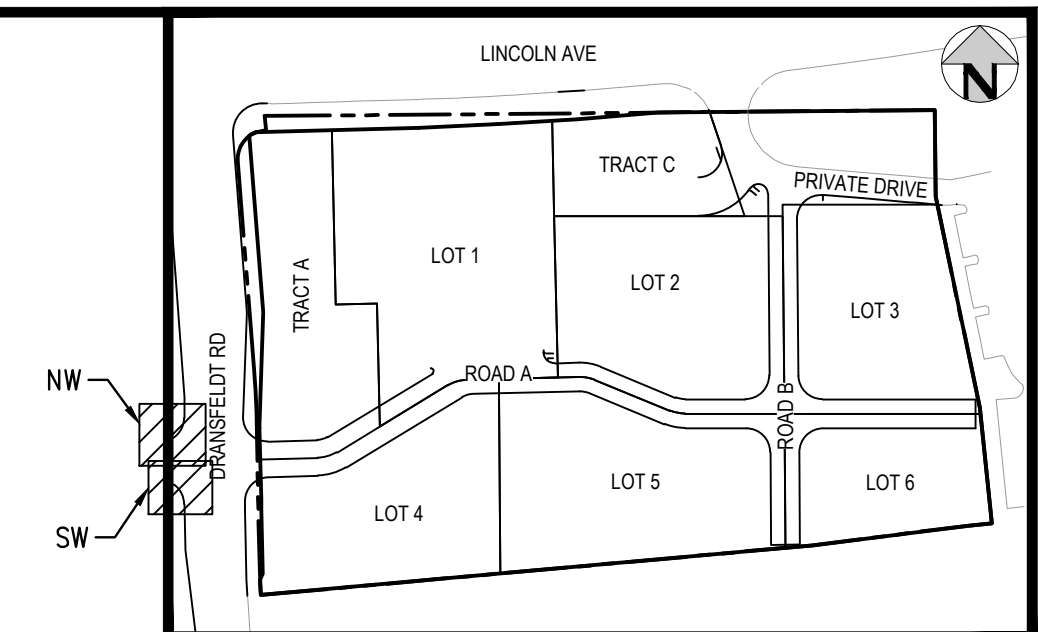 LINCOLN AVE
N
TRACT C
PRIVATE DRIVE
LOT 1
LOT 2
TRACT A
LOT 3
DRANSFELDT RD
ROAD A
NW
ROAD B
LOT 5
LOT 6
LOT 4
SW